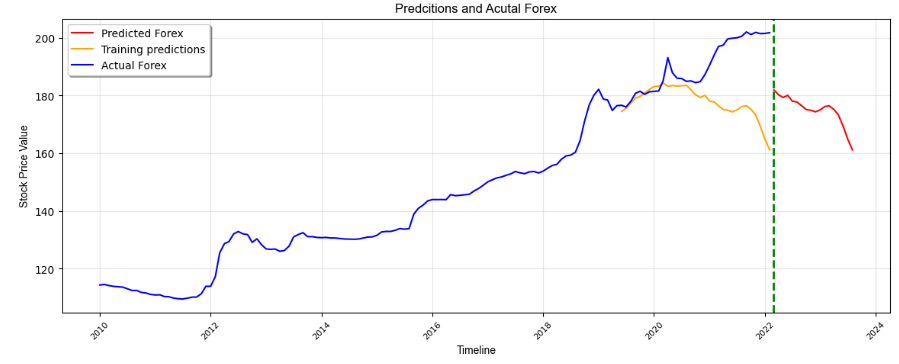 Predcitions and Acutal Forex
Predicted Forex
Training predictions
Actual Forex
Stock Price Value
200
180
160
140
120
2010
2012
2014
2016
2018
2020
2022
2024
Timeline